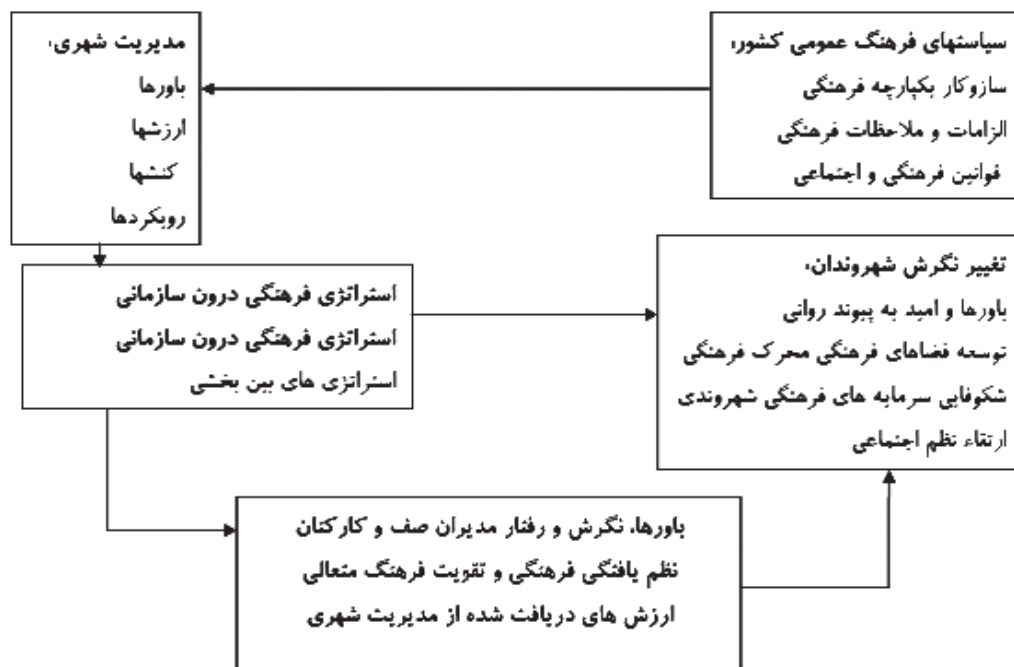 سیاستهای فرهنگ عمومی کشور،
سازوکار یکپارچه فرهنگی
الزامات و ملاحظات فرهنگی
قوانین فرهنگی و اجتماعی
مدیریت شهری،
باورها
ارزشها
کنشها
رویکردها
استراتژی فرهنگی درون سازمانی
استراتژی فرهنگی درون سازمانی
استراتژی های بین بخشی
تغییر نگرش شهروندان،
باورها و امید به پیوند روانی
توسعه فضاهای فرهنگی محرک فرهنگی
شکوفایی سرمایه های فرهنگی شهروندی
ارتقاء نظم اجتماعی
باورها، نگرش و رفتار مدیران صف و کارکنان
نظم یافتگی فرهنگی و تقویت فرهنگ متعالی
ارزش های دریافت شده از مدیریت شهری